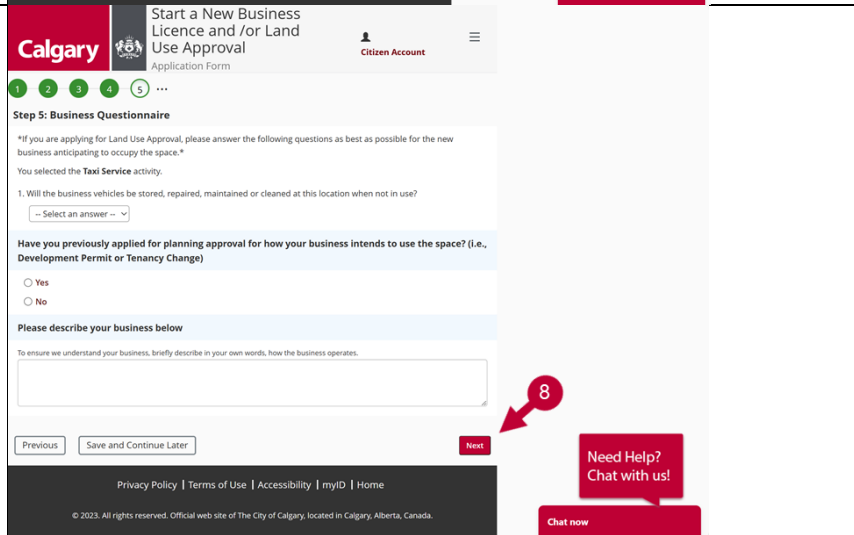 Calgary
Start a New Business
Licence and /or Land
Use Approval
Application Form
Citizen Account
1 2 3 4 5 ...
Step 5: Business Questionnaire
*If you are applying for Land Use Approval, please answer the following questions as best as possible for the new
business anticipating to occupy the space.*
You selected the Taxi Service activity.
1. Will the business vehicles be stored, repaired, maintained or cleaned at this location when not in use?
-- Select an answer --
Have you previously applied for planning approval for how your business intends to use the space? (i.e.,
Development Permit or Tenancy Change)
Yes
No
Please describe your business below
To ensure we understand your business, briefly describe in your own words, how the business operates.
8
Previous
Save and Continue Later
Next
Need Help?
Chat with us!
Privacy Policy | Terms of Use | Accessibility | myID | Home
© 2023. All rights reserved. Official web site of The City of Calgary, located in Calgary, Alberta, Canada.
Chat now